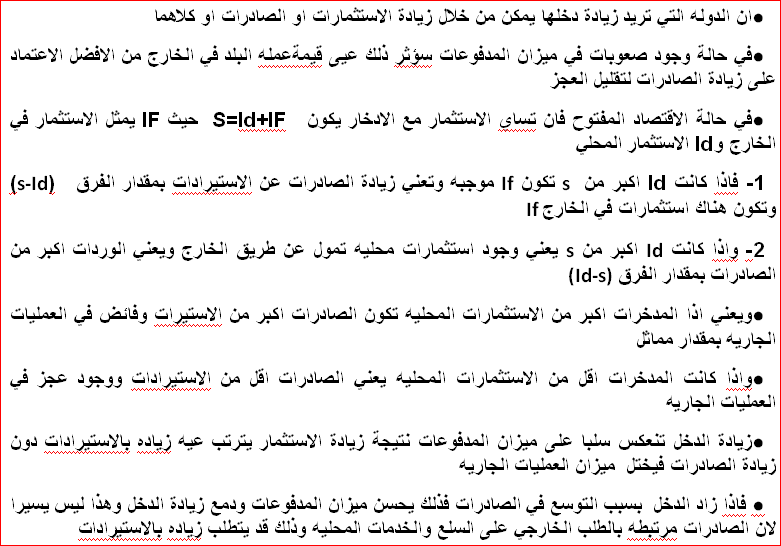 ●ان الدوله التي تريد زيادة دخلها يمكن من خلال زيادة الاستثمارات او الصادرات او كلاهما
●في حالة وجود صعوبات في ميزان المدفوعات سؤثر ذلك عيى قيمةعمله البلد في الخارج من الافضل الاعتماد
على زيادة الصادرات لتقليل العجز
●في حالة الاقتصاد المفتوح فان تساى الاستثمار مع الادخار يكون S=Id+IF حيث IF يمثل الاستثمار في
الخارج وId الاستثمار المحلي
1- فاذا كانت Id اكبر من s تكون If موجبه وتعني زيادة الصادرات عن الاستيرادات بمقدار الفرق (s-Id)
وتكون هناك استثمارات في الخارج If
2- واذا كانت Id اكبر من s يعني وجود استثمارات محليه تمول عن طريق الخارج ويعني الوردات اكبر من
الصادرات بمقدار الفرق (Id-s)
●ويعني اذا المدخرات اكبر من الاستثمارات المحليه تكون الصادرات اكبر من الاستيرات وفائض في العمليات
الجاريه بمقدار مماثل
●واذا كانت المدخرات اقل من الاستثمارات المحليه يعني الصادرات اقل من الاستيرادات ووجود عجز في
العمليات الجاريه
●زيادة الدخل تنعكس سلبا على ميزان المدفوعات نتيجة زيادة الاستثمار يترتب عيه زياده بالاستيرادات دون
زيادة الصادرات فيختل ميزان العمليات الجاريه
● فاذا زاد الدخل بسبب التوسع في الصادرات فذلك يحسن ميزان المدفوعات ودمع زيادة الدخل وهذا ليس يسيرا
لان الصادرات مرتبطه بالطلب الخارجي على السلع والخدمات المحليه وذلك قد يتطلب زياده بالاستيرادات